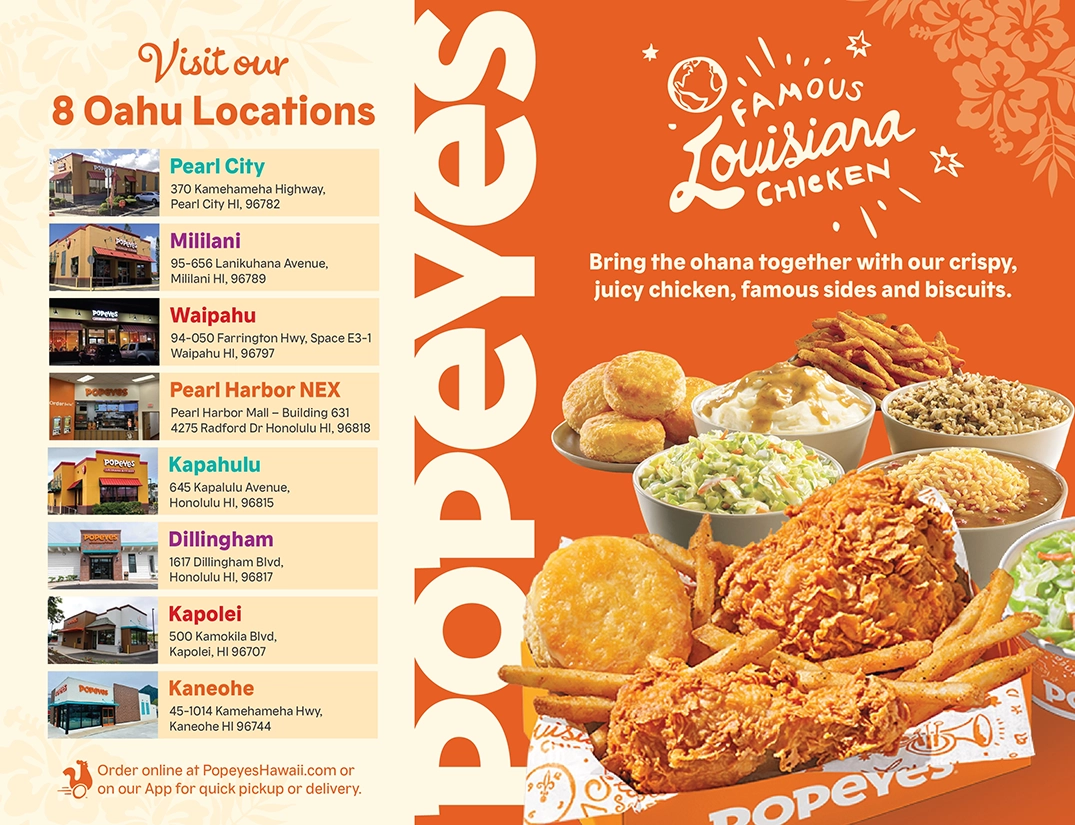 Visit our
8 Oahu Locations
Pearl City
370 Kamehameha Highway,
Pearl City HI, 96782
Mililani
95-656 Lanikuhana Avenue,
Mililani HI, 96789
Waipahu
94-050 Farrington Hwy, Space E3-1
Waipahu HI, 96797
Pearl Harbor NEX
Pearl Harbor Mall – Building 631
4275 Radford Dr Honolulu HI, 96818
Kapahulu
645 Kapalulu Avenue,
Honolulu HI, 96815
Dillingham
1617 Dillingham Blvd,
Honolulu HI, 96817
Kapolei
500 Kamokila Blvd,
Kapolei, HI 96707
Kaneohe
45-1014 Kamehameha Hwy,
Kaneohe HI 96744
Order online at PopeyesHawaii.com or
on our App for quick pickup or delivery.
POPEYES
FAMOUS
Louisiana
CHICKEN
Bring the ohana together with our crispy,
juicy chicken, famous sides and biscuits.
POPEYES